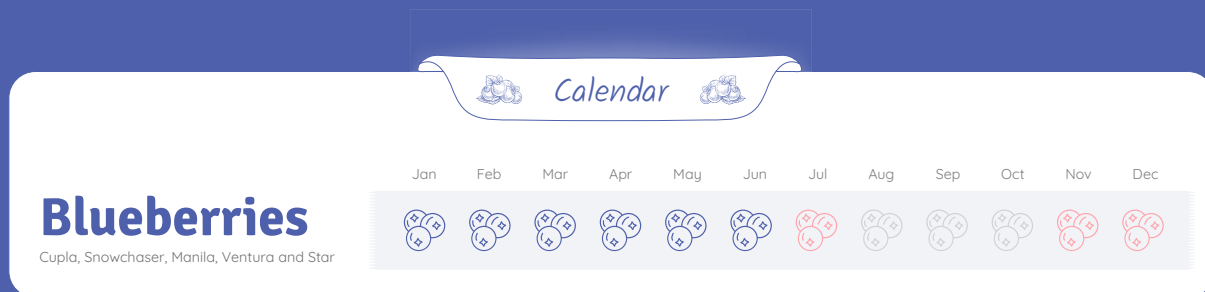 Calendar
Jan Feb Mar Apr May Jun Jul Aug Sep Oct Nov Dec
Blueberries
Cupla, Snowchaser, Manila, Ventura and Star